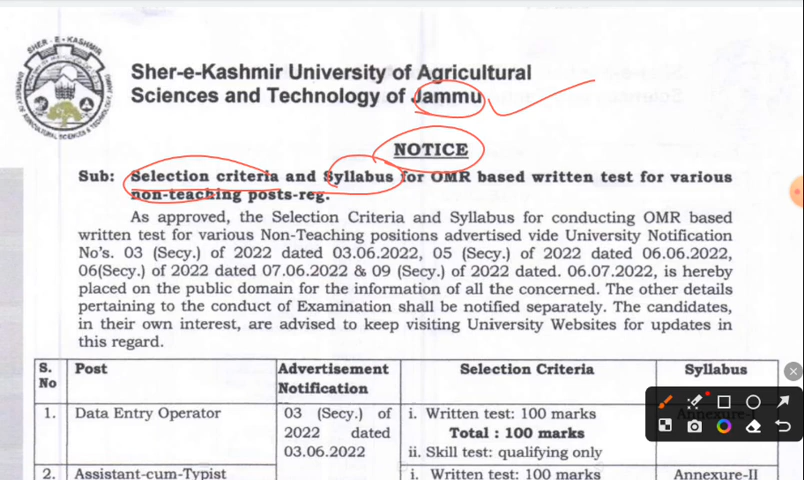 SHER-E-KASHMIR
Sher-e-Kashmir University of Agricultural
Sciences and Technology of Jammu
NOTICE
Sub: Selection criteria and Syllabus for OMR based written test for various
non-teaching posts-reg.
As approved, the Selection Criteria and Syllabus for conducting OMR based
written test for various Non-Teaching positions advertised vide University Notification
No's. 03 (Secy.) of 2022 dated 03.06.2022, 05 (Secy.) of 2022 dated 06.06.2022,
06(Secy.) of 2022 dated 07.06.2022 & 09 (Secy.) of 2022 dated. 06.07.2022, is hereby
placed on the public domain for the information of all the concerned. The other details
pertaining to the conduct of Examination shall be notified separately. The candidates,
in their own interest, are advised to keep visiting University Websites for updates in
this regard.
S. No Post Advertisement Notification Selection Criteria Syllabus
1. Data Entry Operator 03 (Secy.) of 2022 dated 03.06.2022 i. Written test: 100 marks Annexure-I
Total : 100 marks
ii. Skill test: qualifying only
2. Assistant-cum-Typist i. Written test: 100 marks Annexure-II